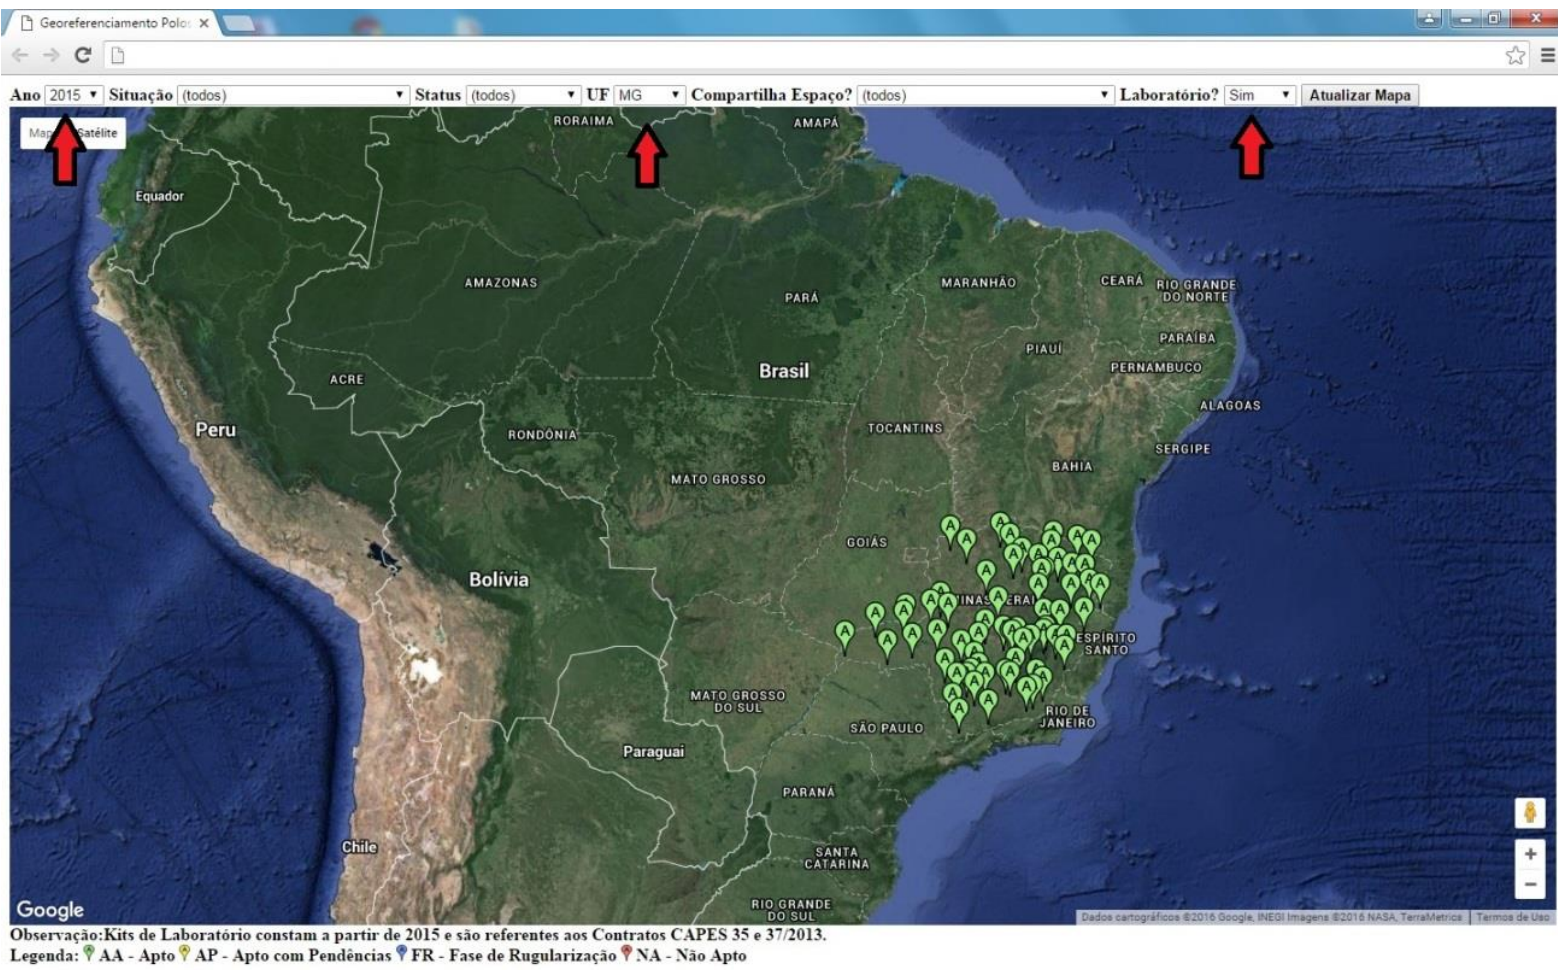 Georeferenciamento Polo
Ano 2015 Situação (todos) Status (todos) UF MG Compartilha Espaço? (todos) Laboratório? Sim Atualizar Mapa
Satélite
RORAIMA
AMAPÁ
Equador
AMAZONAS
PARÁ
MARANHÃO
CEARÁ
RIO GRANDE
DO NORTE
PARAÍBA
PIAUÍ
PERNAMBUCO
Brasil
ACRE
ALAGOAS
Peru
RONDÔNIA
TOCANTINS
SERGIPE
BAHIA
MATO GROSSO
GOIÁS
Bolívia
ESPÍRITO
SANTO
MATO GROSSO
DO SUL
RIO DE
JANEIRO
SÃO PAULO
Paraguai
PARANÁ
Chile
SANTA
CATARINA
RIO GRANDE
DO SUL
Google
Dados cartográficos ©2016 Google, INEGI Imagens ©2016 NASA, TerraMetrics Termos de Uso
Observação:Kits de Laboratório constam a partir de 2015 e são referentes aos Contratos CAPES 35 e 37/2013.
Legenda: AA - Apto AP - Apto com Pendências FR - Fase de Rugularização NA - Não Apto